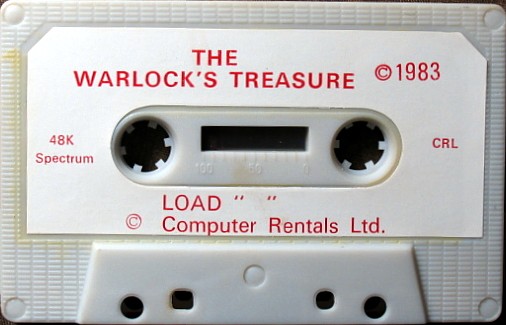 THE
WARLOCK'S TREASURE ©1983
48K
Spectrum
CRL
100 50 0
LOAD " "
© Computer Rentals Ltd.